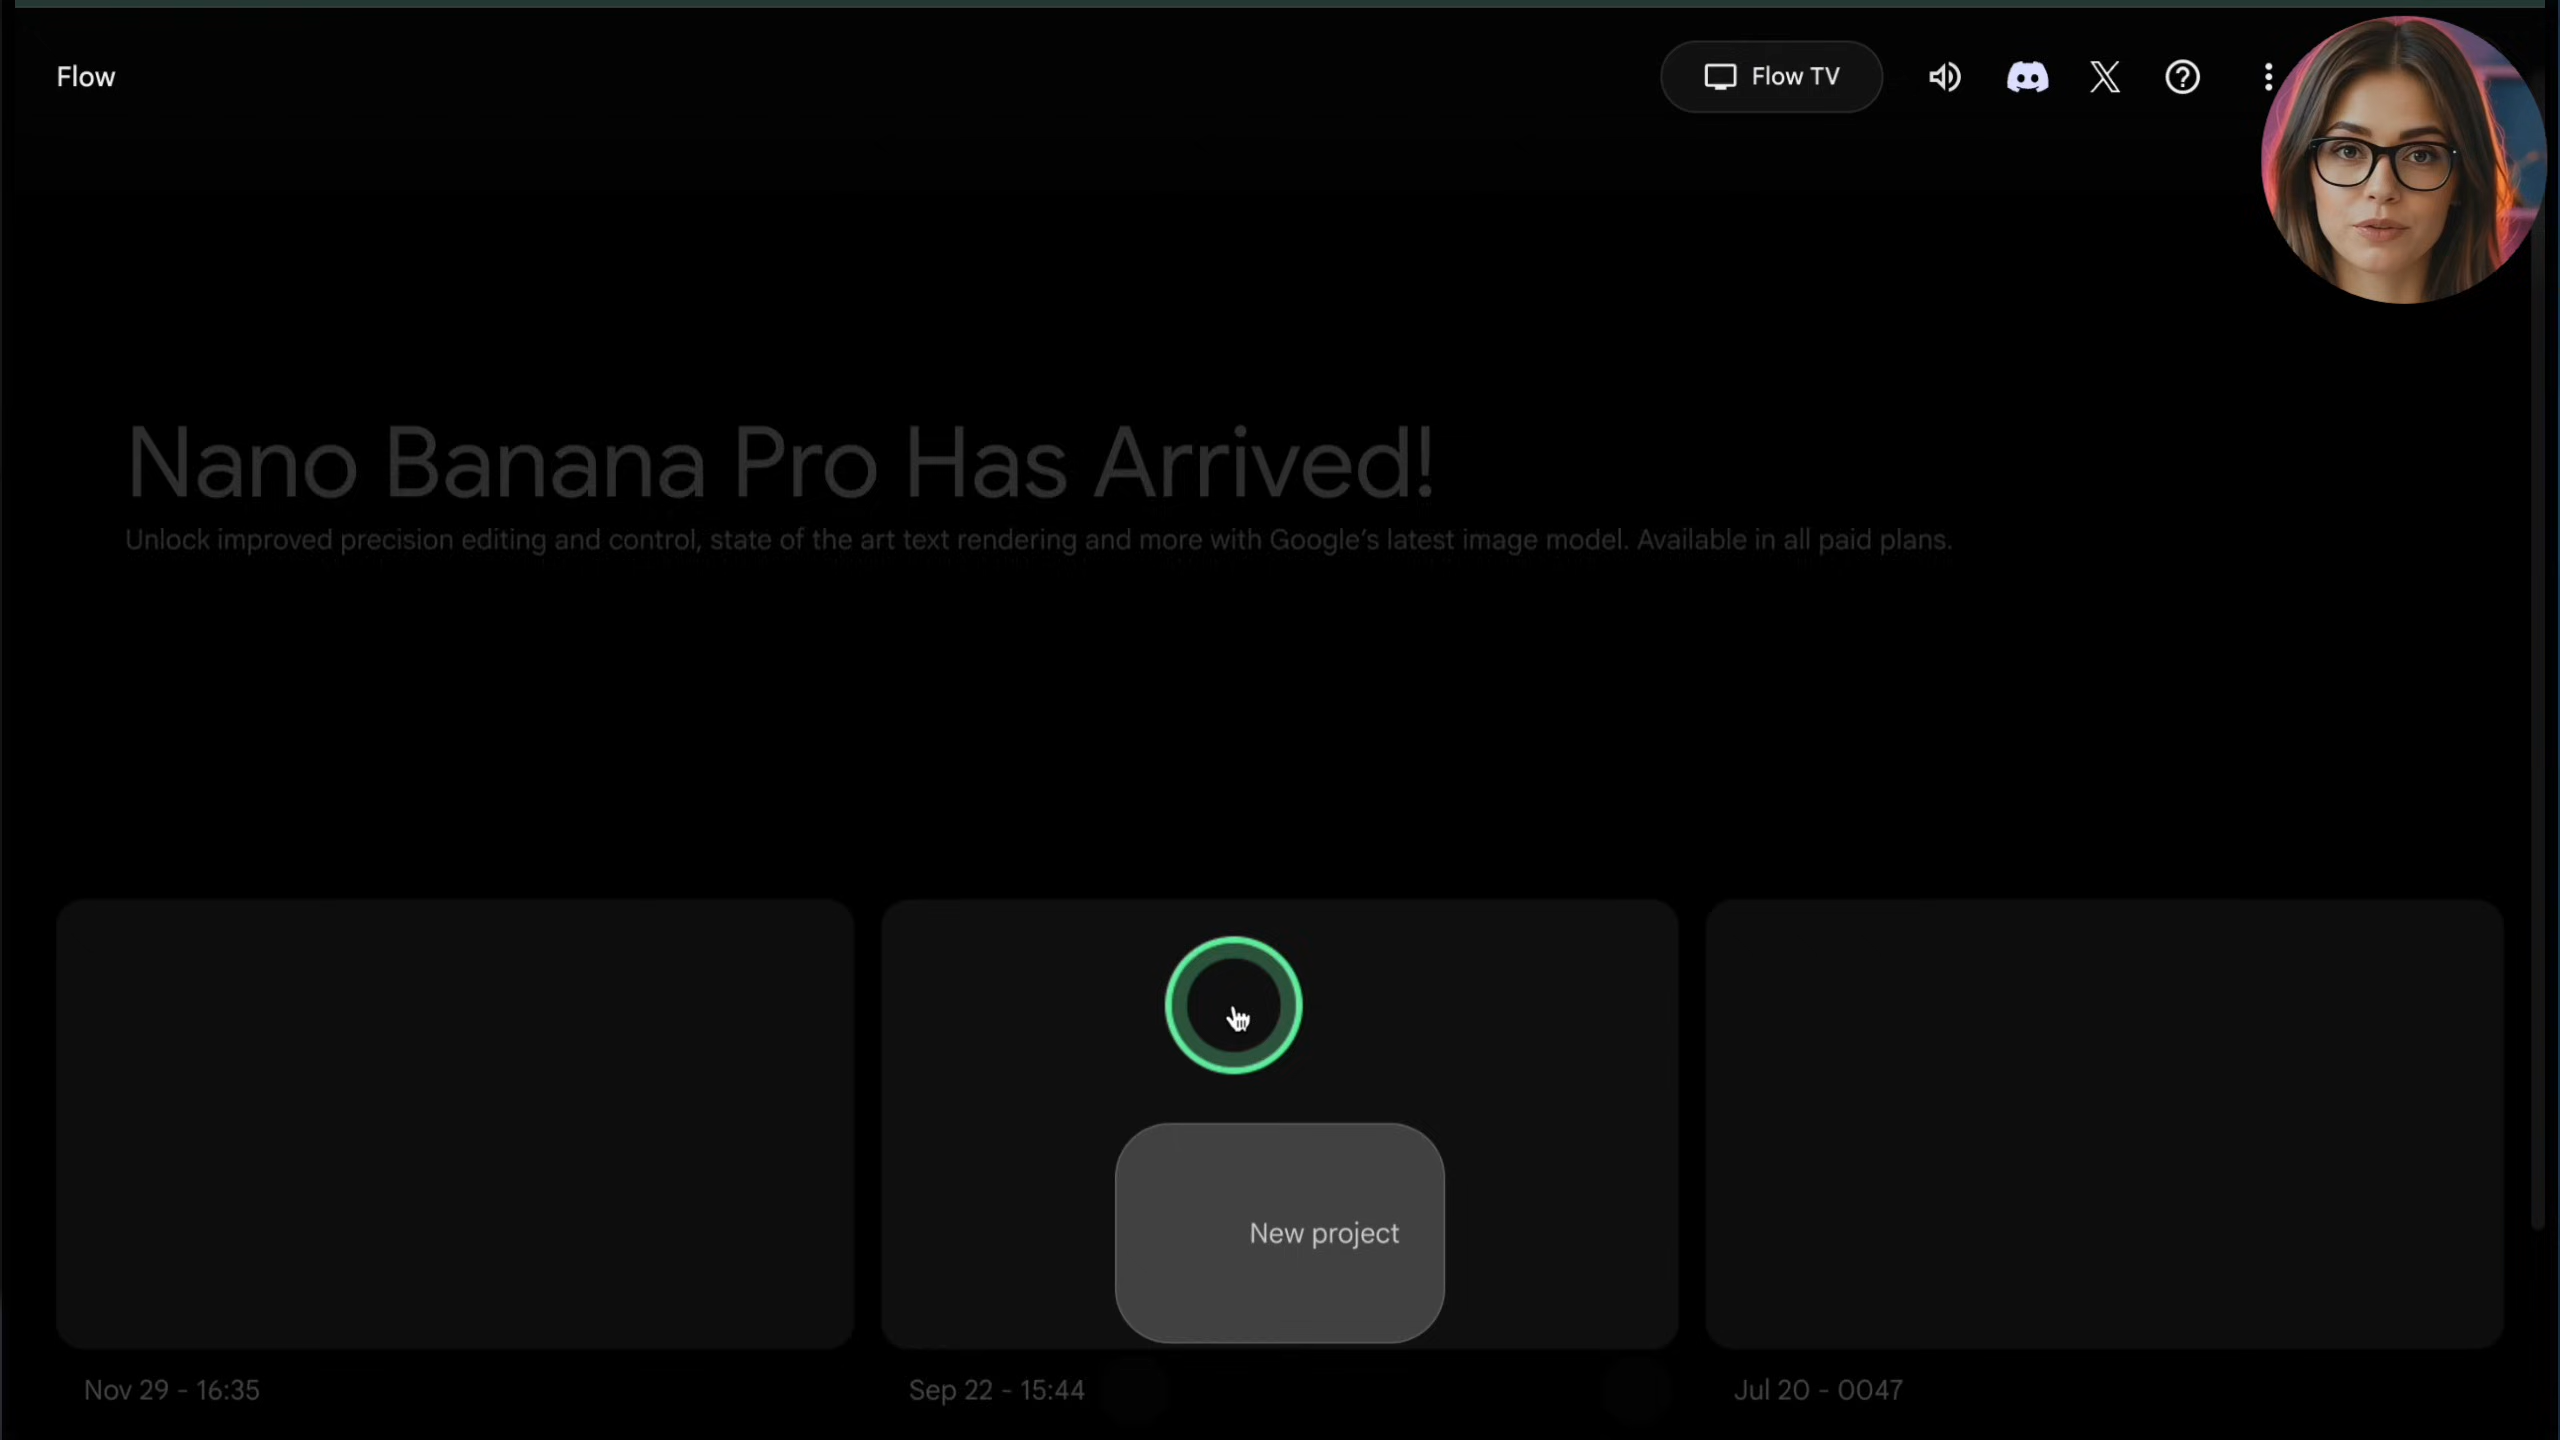 Flow
Flow TV
Nano Banana Pro Has Arrived!
Unlock improved precision editing and control, state of the art text rendering and more with Google's latest image model. Available in all paid plans.
New project
Nov 29 - 16:35
Sep 22 - 15:44
Jul 20 - 0047